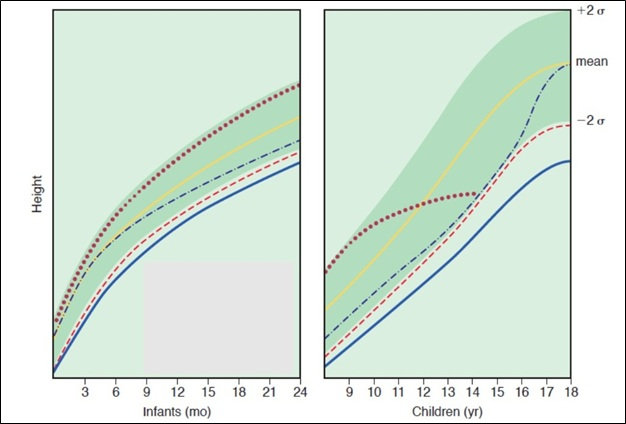 +2 σ
mean
−2 σ
Height
3 6 9 12 15 18 21 24
Infants (mo)
9 10 11 12 13 14 15 16 17 18
Children (yr)